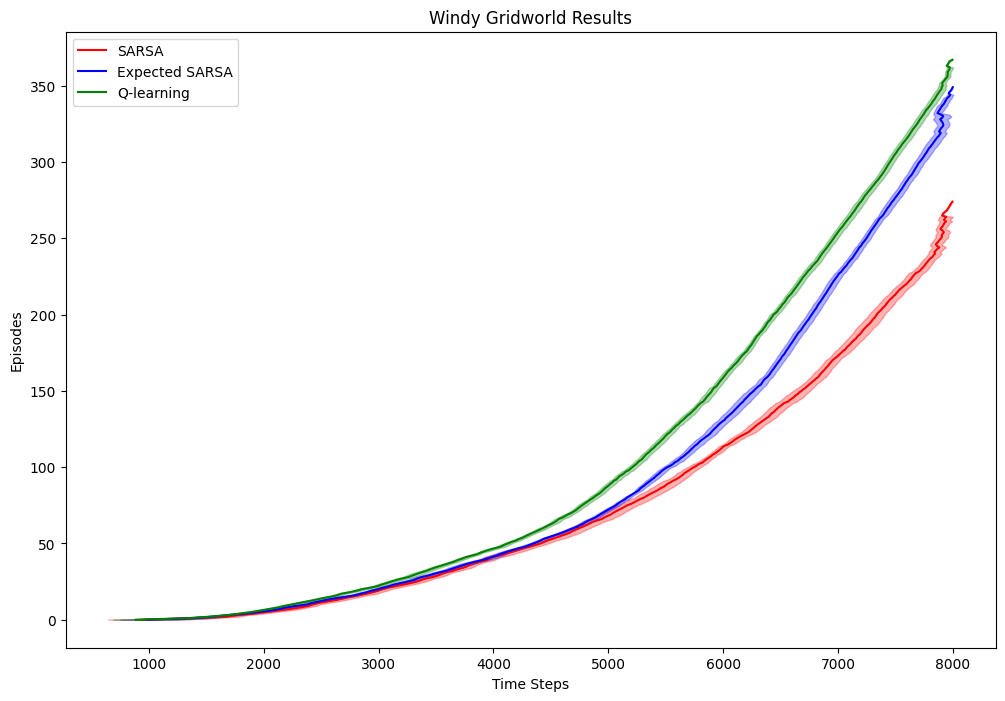 Windy Gridworld Results
SARSA
Expected SARSA
Q-learning
Episodes
350
300
250
200
150
100
50
0
1000 2000 3000 4000 5000 6000 7000 8000
Time Steps